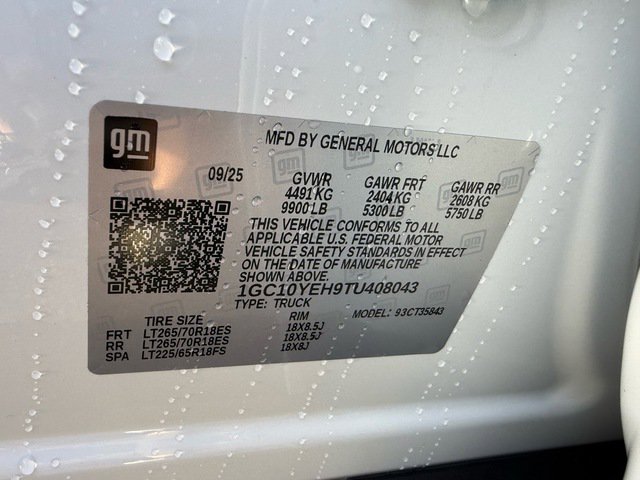 gm
MFD BY GENERAL MOTORS LLC
09/25 GVWR GAWR FRT GAWR RR
4491 KG 2404 KG 2608 KG
9900 LB 5300 LB 5750 LB
THIS VEHICLE CONFORMS TO ALL
APPLICABLE U.S. FEDERAL MOTOR
VEHICLE SAFETY STANDARDS IN EFFECT
ON THE DATE OF MANUFACTURE
SHOWN ABOVE.
1GC10YEH9TU408043
TYPE: TRUCK
TIRE SIZE RIM MODEL: 93CT35843
FRT LT265/70R18ES 18X8.5J
RR LT265/70R18ES 18X8.5J
SPA LT225/65R18FS 18X8J